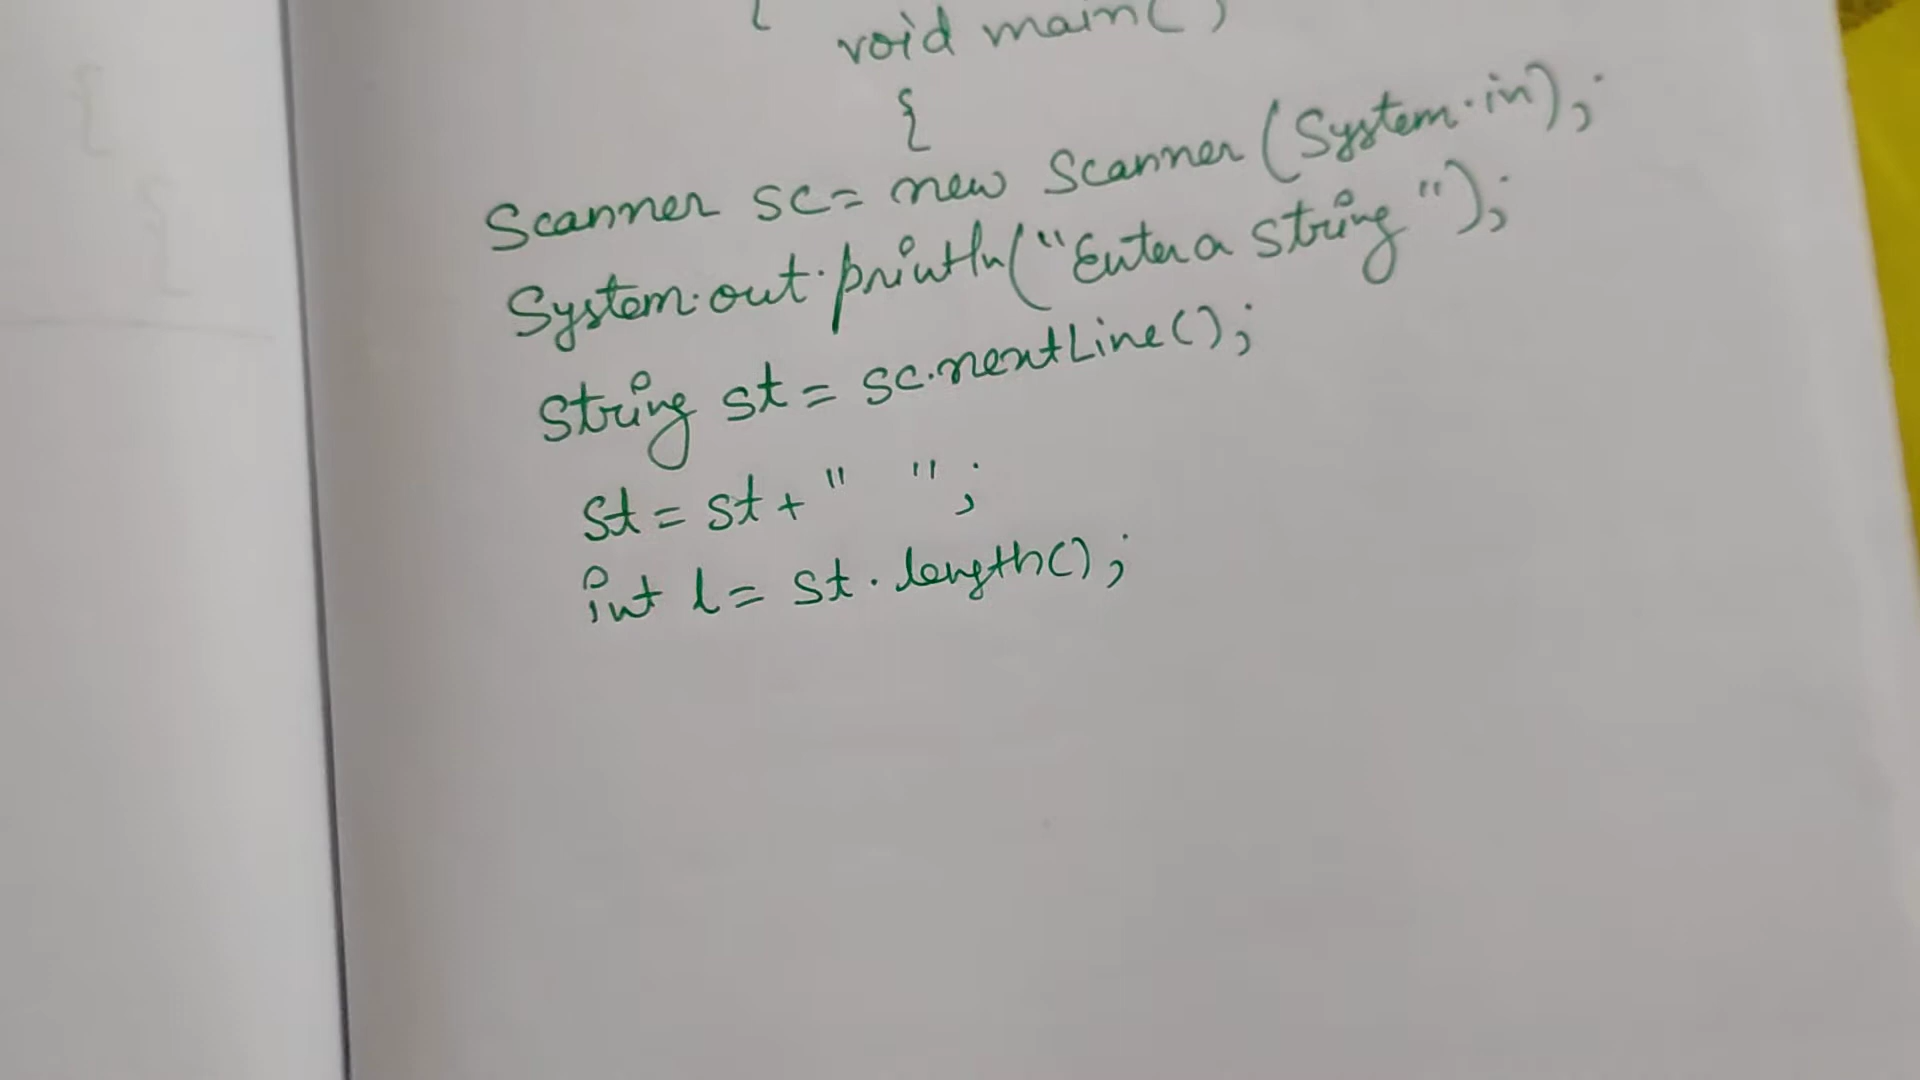 {
void main()
{
Scanner sc= new Scanner (System.in);
System.out.println("Enter a string");
String st= sc.nextLine();
st = st + " ";
int l= st.length();